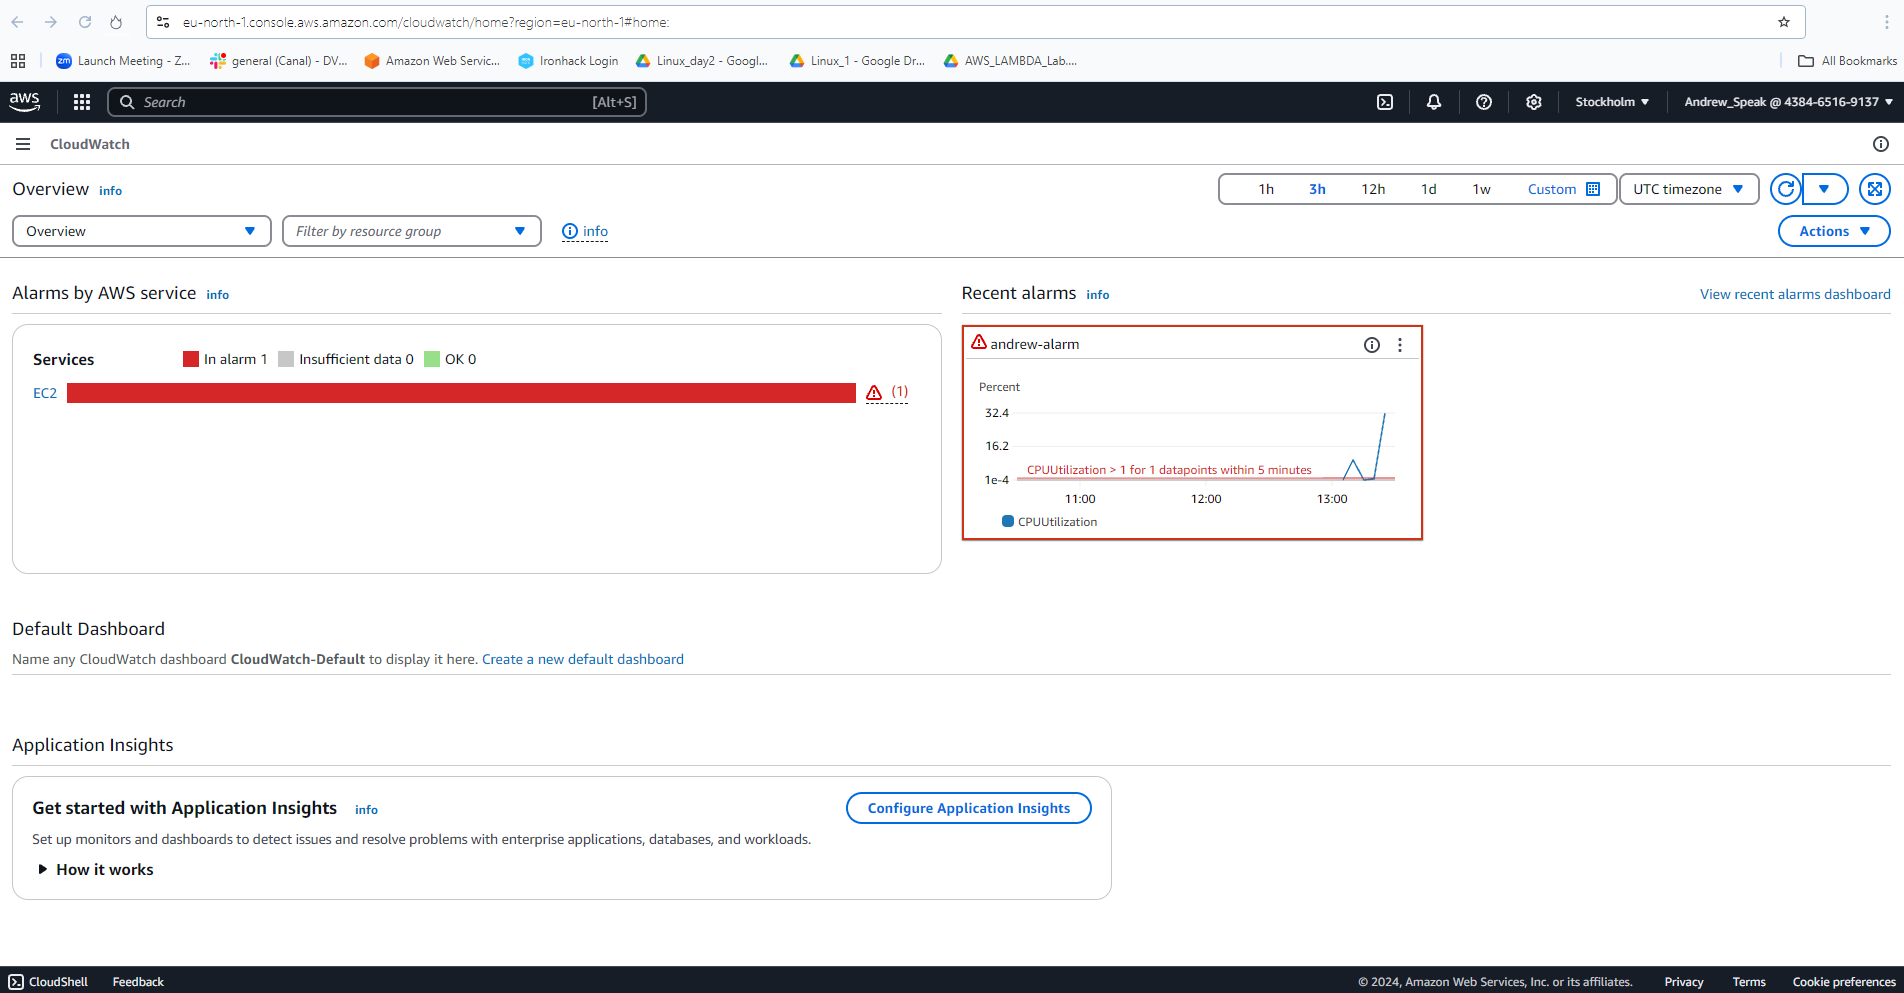 eu-north-1.console.aws.amazon.com/cloudwatch/home?region=eu-north-1#home:
zm Launch Meeting - Z... general (Canal) - DV... Amazon Web Servic... Ironhack Login Linux_day2 - Googl... Linux_1 - Google Dr... AWS_LAMBDA_Lab.... All Bookmarks
aws Search [Alt+S] Stockholm Andrew_Speak @ 4384-6516-9137
CloudWatch
Overview info 1h 3h 12h 1d 1w Custom UTC timezone
Overview Filter by resource group info Actions
Alarms by AWS service info
Services In alarm 1 Insufficient data 0 OK 0
EC2 (1)
Recent alarms info View recent alarms dashboard
andrew-alarm
Percent
32.4
16.2
CPUUtilization > 1 for 1 datapoints within 5 minutes
1e-4
11:00 12:00 13:00
CPUUtilization
Default Dashboard
Name any CloudWatch dashboard CloudWatch-Default to display it here. Create a new default dashboard
Application Insights
Get started with Application Insights info Configure Application Insights
Set up monitors and dashboards to detect issues and resolve problems with enterprise applications, databases, and workloads.
How it works
CloudShell Feedback © 2024, Amazon Web Services, Inc. or its affiliates. Privacy Terms Cookie preferences